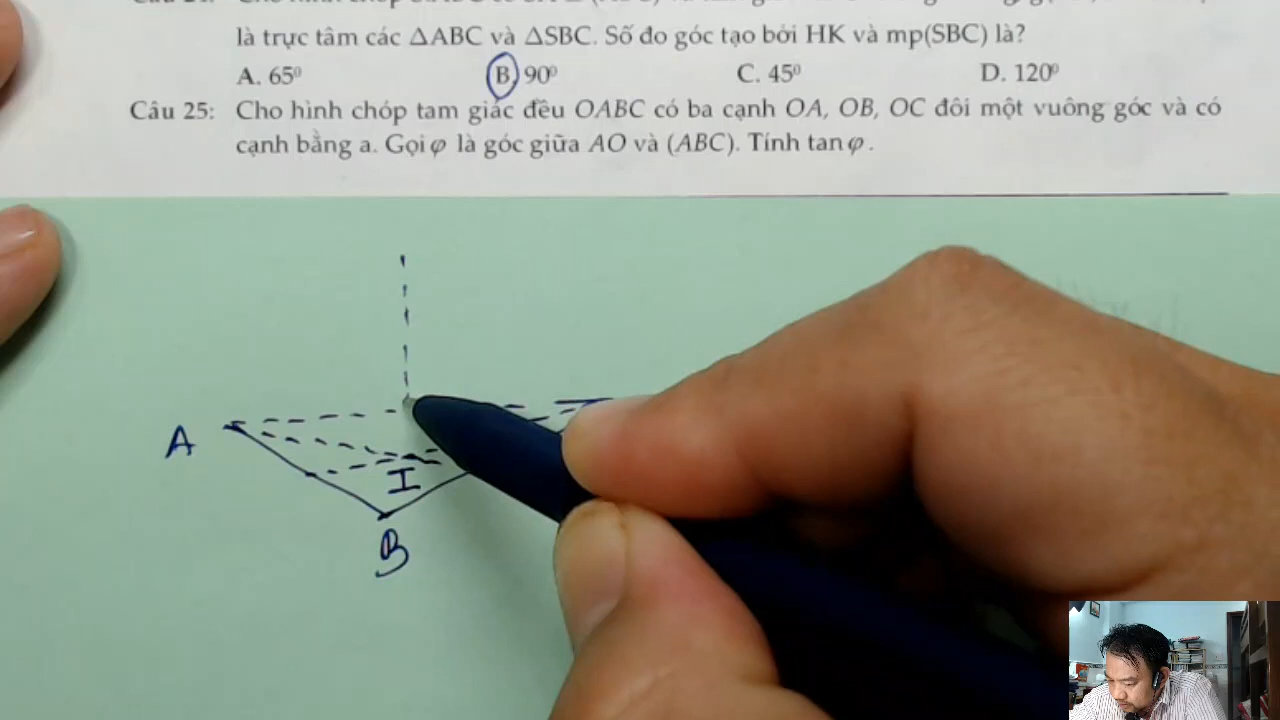 là trực tâm các ΔABC và ΔSBC. Số đo góc tạo bởi HK và mp(SBC) là?
A. 65⁰ B. 90⁰ C. 45⁰ D. 120⁰
Câu 25: Cho hình chóp tam giác đều OABC có ba cạnh OA, OB, OC đôi một vuông góc và có
cạnh bằng a. Gọi φ là góc giữa AO và (ABC). Tính tan φ.
A
I
B